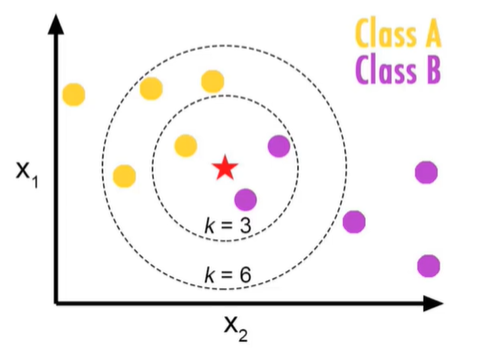 Class A
Class B
x1
k = 3
k = 6
x2